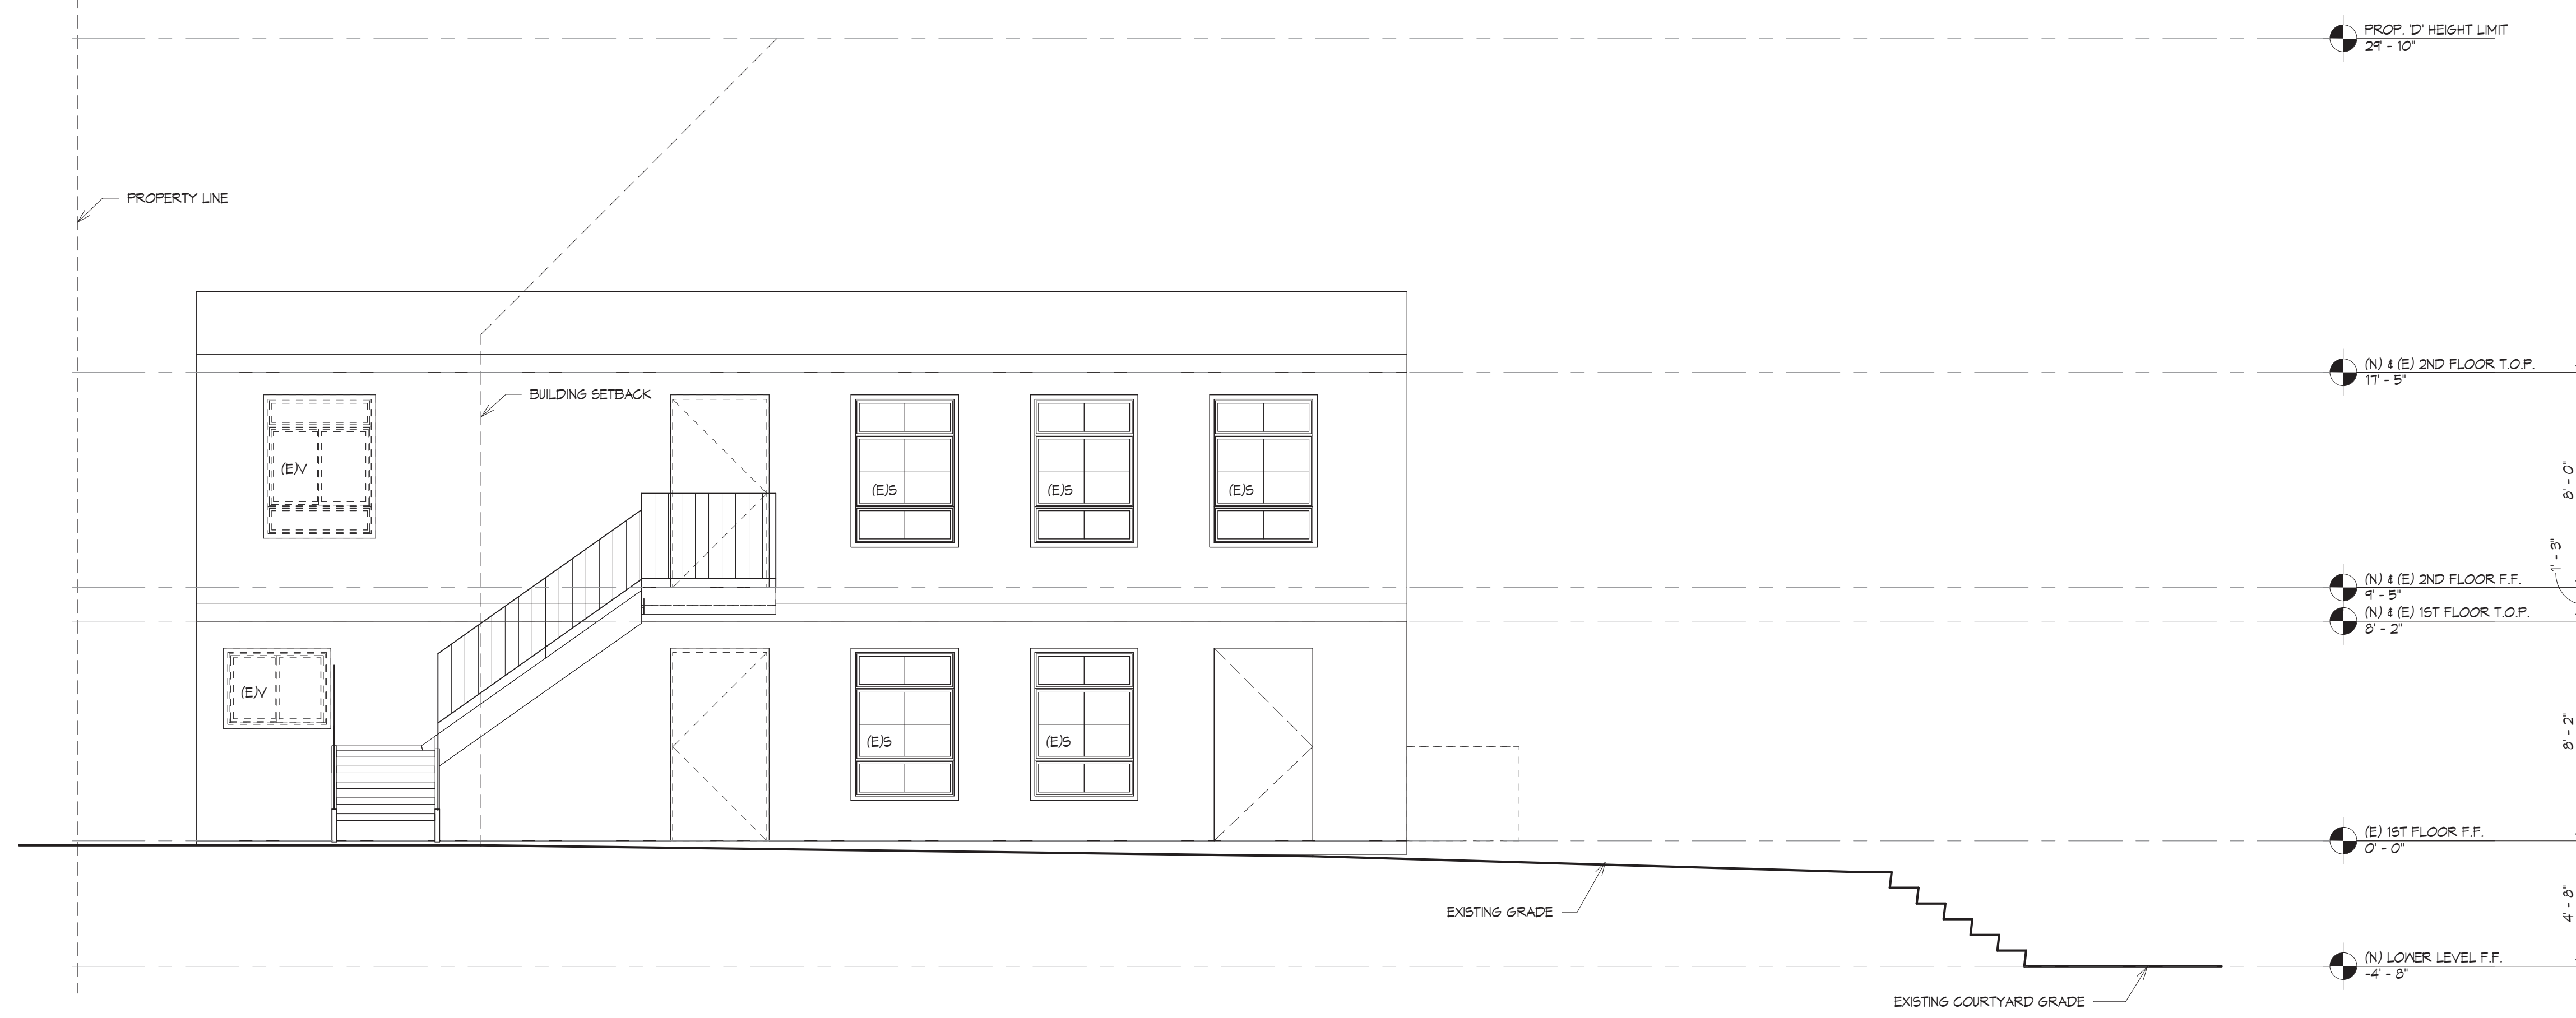 PROP. 'D' HEIGHT LIMIT
29' - 10"
PROPERTY LINE
(N) & (E) 2ND FLOOR T.O.P.
17' - 5"
BUILDING SETBACK
(E)V
(E)S
(E)S
(E)S
8' - 0"
1' - 3"
(N) & (E) 2ND FLOOR F.F.
9' - 5"
(N) & (E) 1ST FLOOR T.O.P.
8' - 2"
(E)V
(E)S
(E)S
8' - 2"
(E) 1ST FLOOR F.F.
0' - 0"
EXISTING GRADE
4' - 8"
(N) LOWER LEVEL F.F.
-4' - 8"
EXISTING COURTYARD GRADE